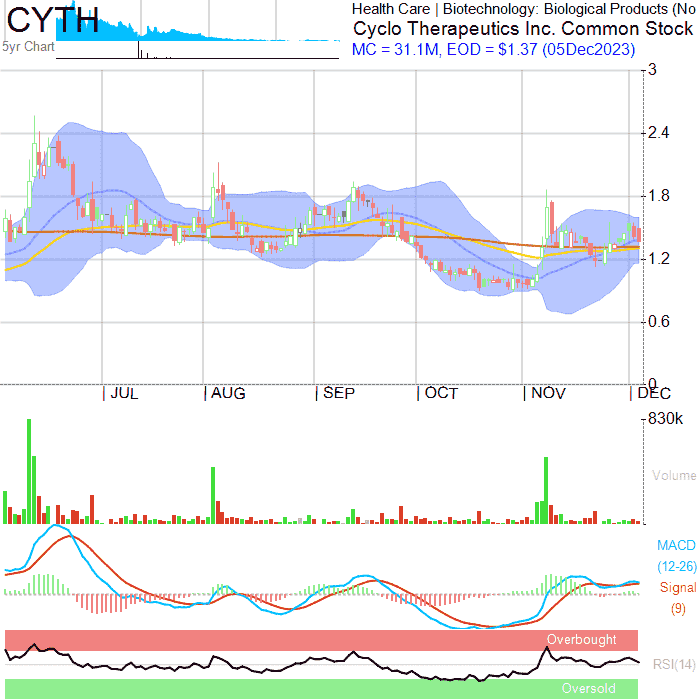 CYTH
5yr Chart
Health Care | Biotechnology: Biological Products (No
Cyclo Therapeutics Inc. Common Stock
MC = 31.1M, EOD = $1.37 (05Dec2023)
3
2.4
1.8
1.2
0.6
0
JUL
AUG
SEP
OCT
NOV
DEC
830k
Volume
MACD
(12-26)
Signal
(9)
Overbought
RSI(14)
Oversold